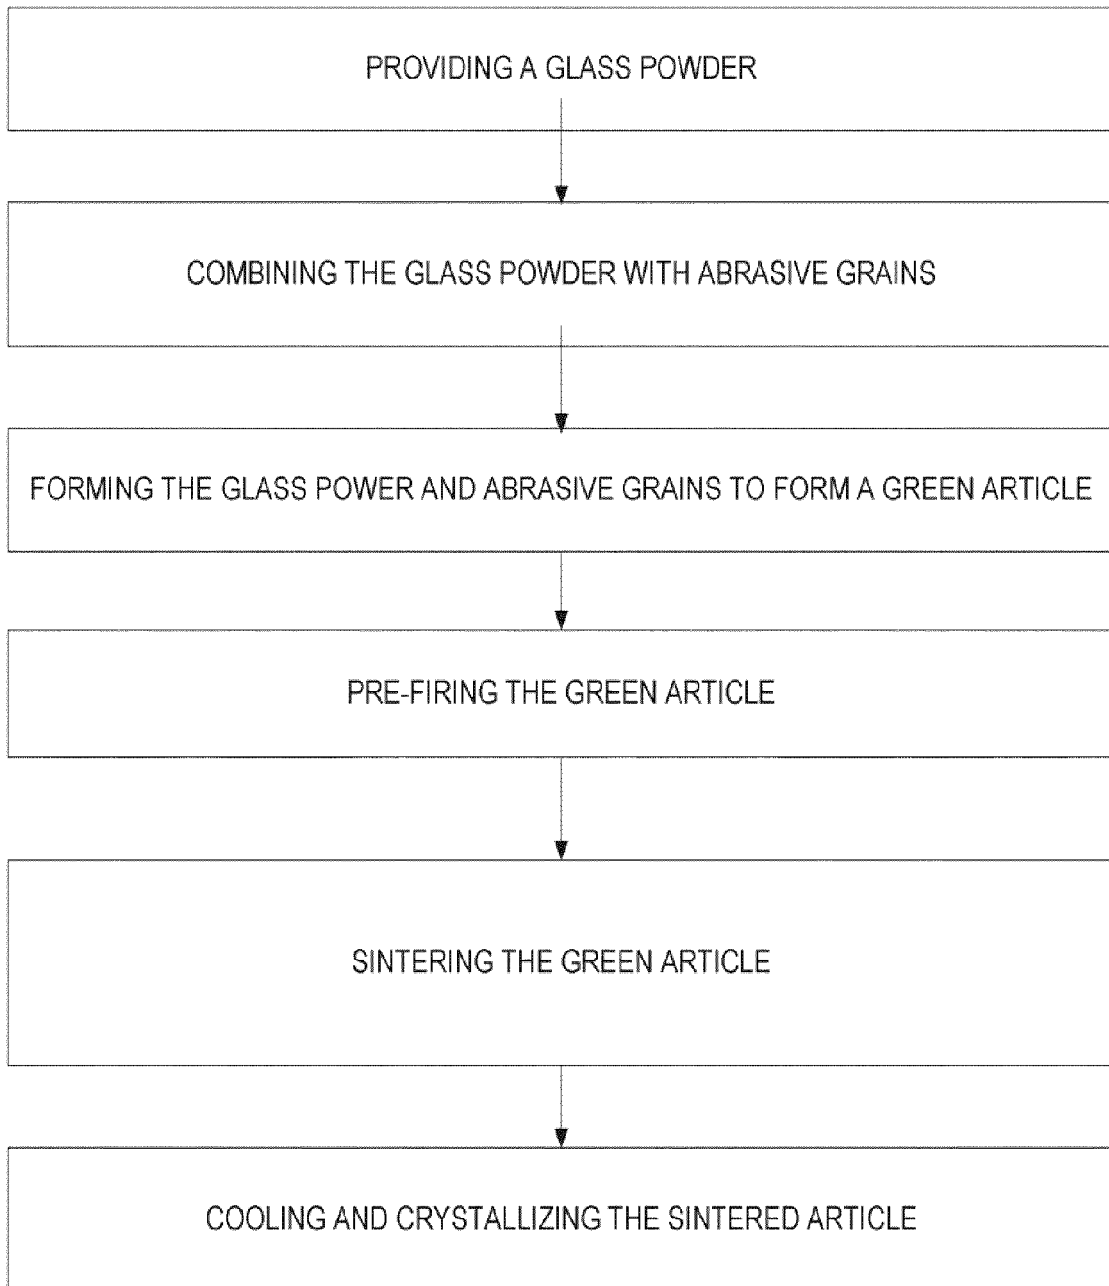 PROVIDING A GLASS POWDER
COMBINING THE GLASS POWDER WITH ABRASIVE GRAINS
FORMING THE GLASS POWER AND ABRASIVE GRAINS TO FORM A GREEN ARTICLE
PRE-FIRING THE GREEN ARTICLE
SINTERING THE GREEN ARTICLE
COOLING AND CRYSTALLIZING THE SINTERED ARTICLE